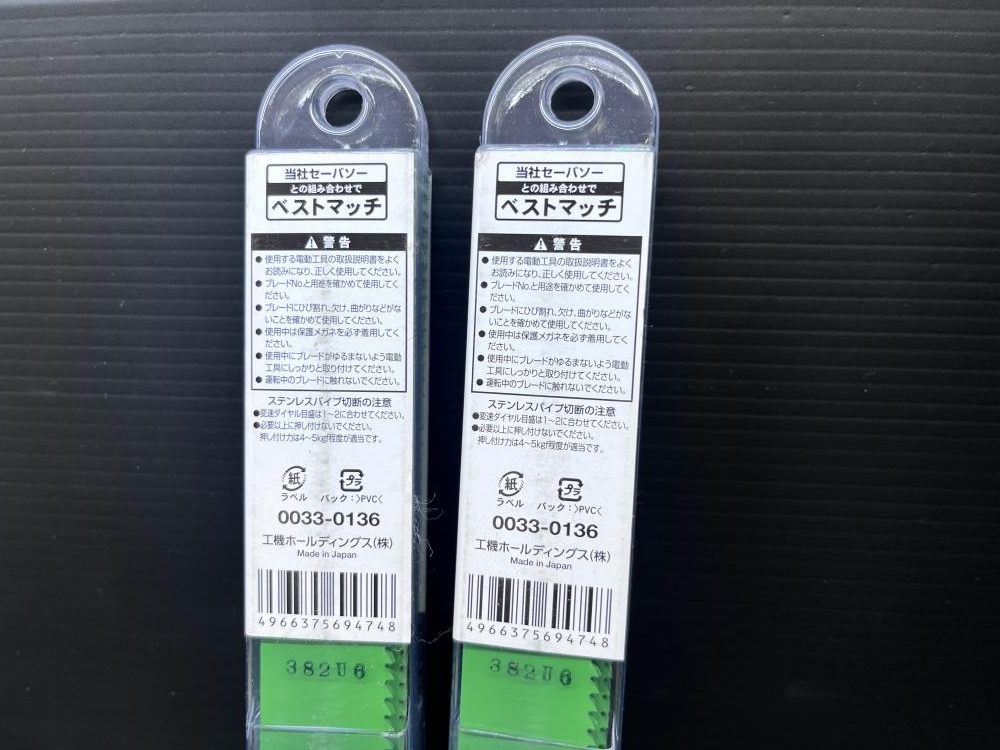 当社セーバソー
との組み合わせで
ベストマッチ
警告
● 使用する電動工具の取扱説明書をよく
お読みになり、正しく使用してください。
● ブレードNo.と用途を確かめて使用してく
ださい。
● ブレードにひび割れ、欠け、曲がりなどがな
いことを確かめて使用してください。
● 使用中は保護メガネを必ず着用してく
ださい。
● 使用中にブレードがゆるまないよう電動
工具にしっかりと取り付けてください。
● 運転中のブレードに触れないでください。
ステンレスパイプ切断の注意
●変速ダイヤル目盛は1～2に合わせてください。
●必要以上に押し付けないでください。
押し付け力は4～5kgf程度が適当です。
紙 プラ
ラベル パック：>PVC<
0033-0136
工機ホールディングス(株)
Made in Japan
4966375694748
382U6
当社セーバソー
との組み合わせで
ベストマッチ
警告
● 使用する電動工具の取扱説明書をよく
お読みになり、正しく使用してください。
● ブレードNo.と用途を確かめて使用してく
ださい。
● ブレードにひび割れ、欠け、曲がりなどがな
いことを確かめて使用してください。
● 使用中は保護メガネを必ず着用してく
ださい。
● 使用中にブレードがゆるまないよう電動
工具にしっかりと取り付けてください。
● 運転中のブレードに触れないでください。
ステンレスパイプ切断の注意
●変速ダイヤル目盛は1～2に合わせてください。
●必要以上に押し付けないでください。
押し付け力は4～5kgf程度が適当です。
紙 プラ
ラベル パック：>PVC<
0033-0136
工機ホールディングス(株)
Made in Japan
4966375694748
382U6